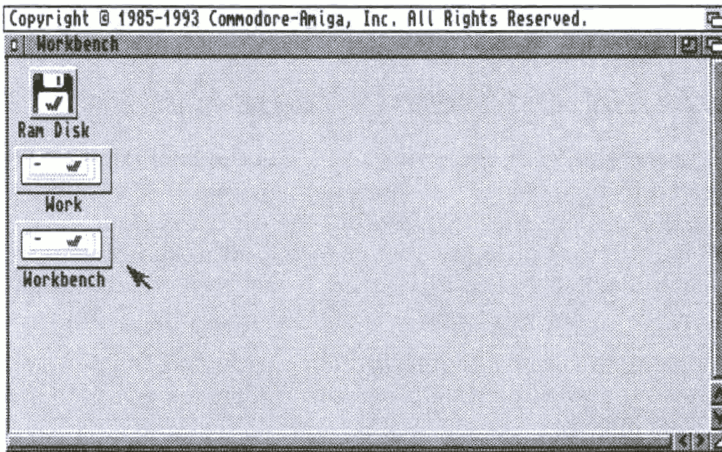 Copyright © 1985-1993 Commodore-Amiga, Inc. All Rights Reserved.
Workbench
Ram Disk
Work
Workbench